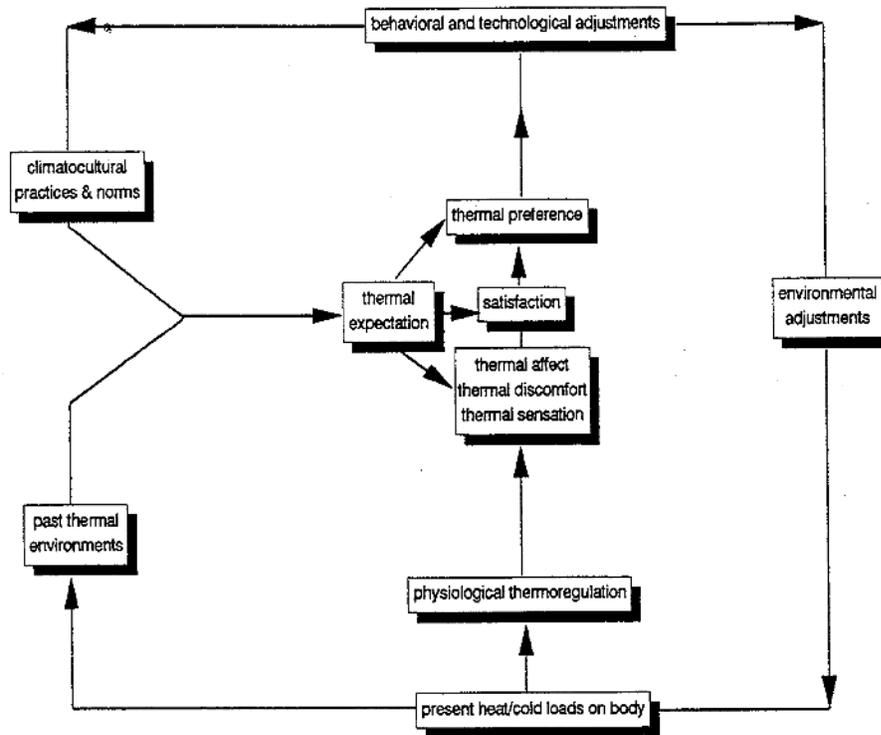 behavioral and technological adjustments
climatocultural
practices & norms
thermal preference
thermal
expectation
satisfaction
environmental
adjustments
thermal affect
thermal discomfort
thermal sensation
past thermal
environments
physiological thermoregulation
present heat/cold loads on body